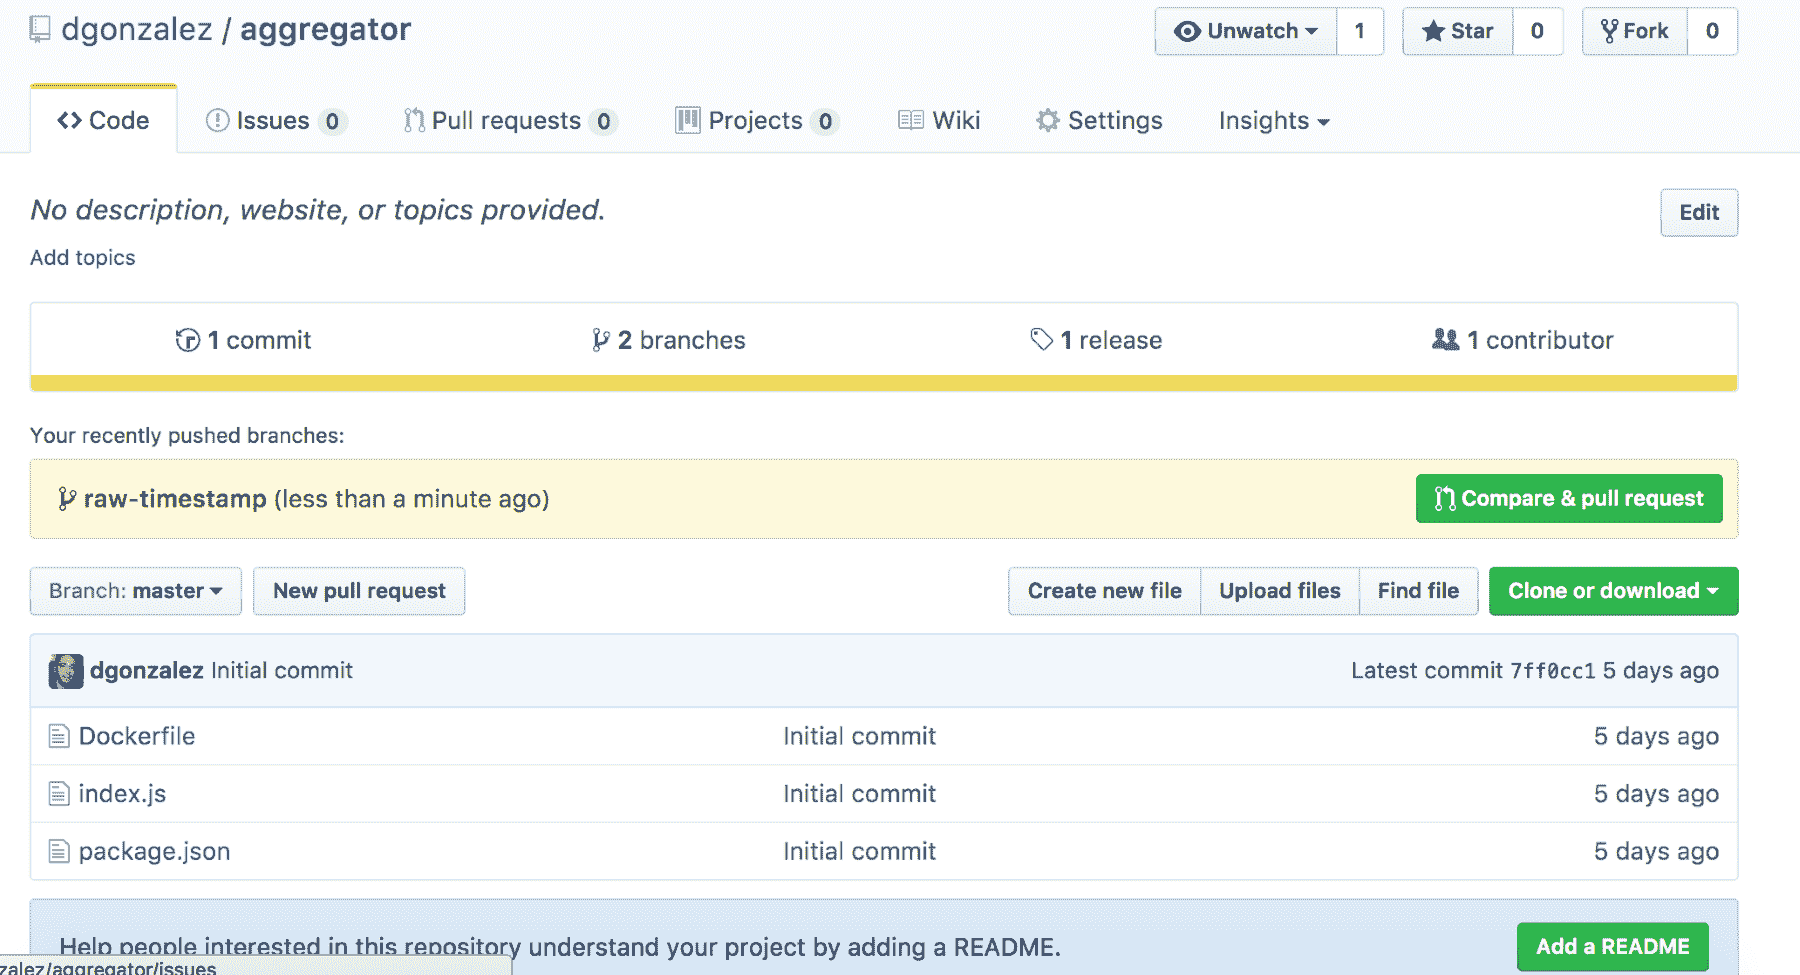 dgonzalez / aggregator
Unwatch 1 Star 0 Fork 0
Code Issues 0 Pull requests 0 Projects 0 Wiki Settings Insights
No description, website, or topics provided.
Edit
Add topics
1 commit 2 branches 1 release 1 contributor
Your recently pushed branches:
raw-timestamp (less than a minute ago) Compare & pull request
Branch: master New pull request Create new file Upload files Find file Clone or download
dgonzalez Initial commit Latest commit 7ff0cc1 5 days ago
Dockerfile Initial commit 5 days ago
index.js Initial commit 5 days ago
package.json Initial commit 5 days ago
Help people interested in this repository understand your project by adding a README. Add a README
zalez/aggregator/issues